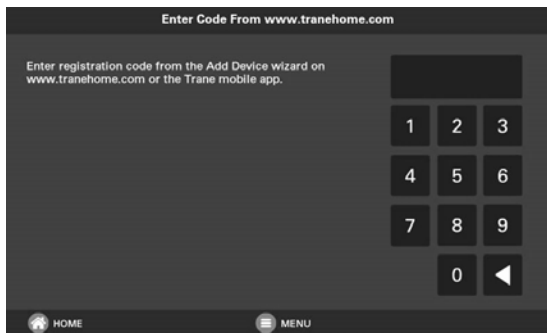 Enter Code From www.tranehome.com
Enter registration code from the Add Device wizard on
www.tranehome.com or the Trane mobile app.
1 2 3
4 5 6
7 8 9
0
HOME MENU